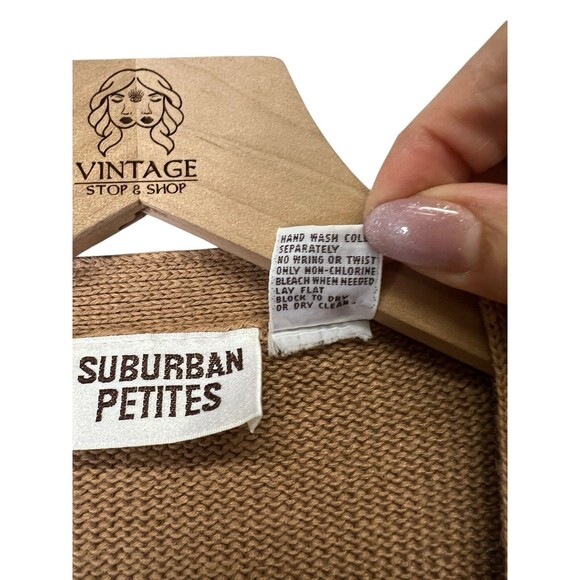 VINTAGE
STOP & SHOP
HAND WASH COLD
SEPARATELY
NO WRING OR TWIST
ONLY NON-CHLORINE
BLEACH WHEN NEEDED
LAY FLAT
BLOCK TO DRY
OR DRY CLEAN
SUBURBAN
PETITES